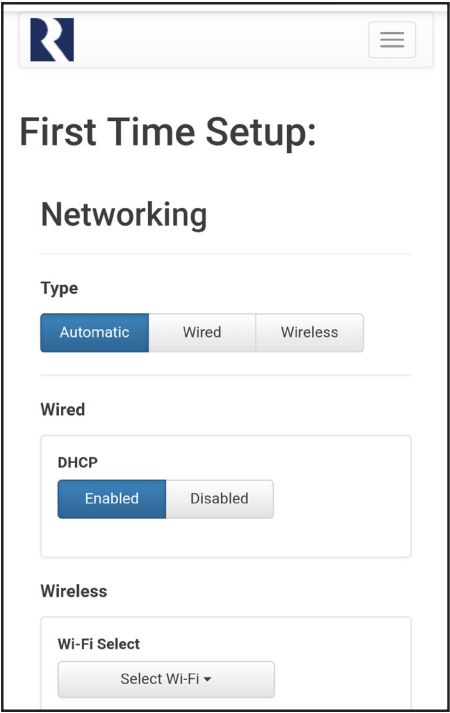 R
First Time Setup:
Networking
Type
Automatic Wired Wireless
Wired
DHCP
Enabled Disabled
Wireless
Wi-Fi Select
Select Wi-Fi